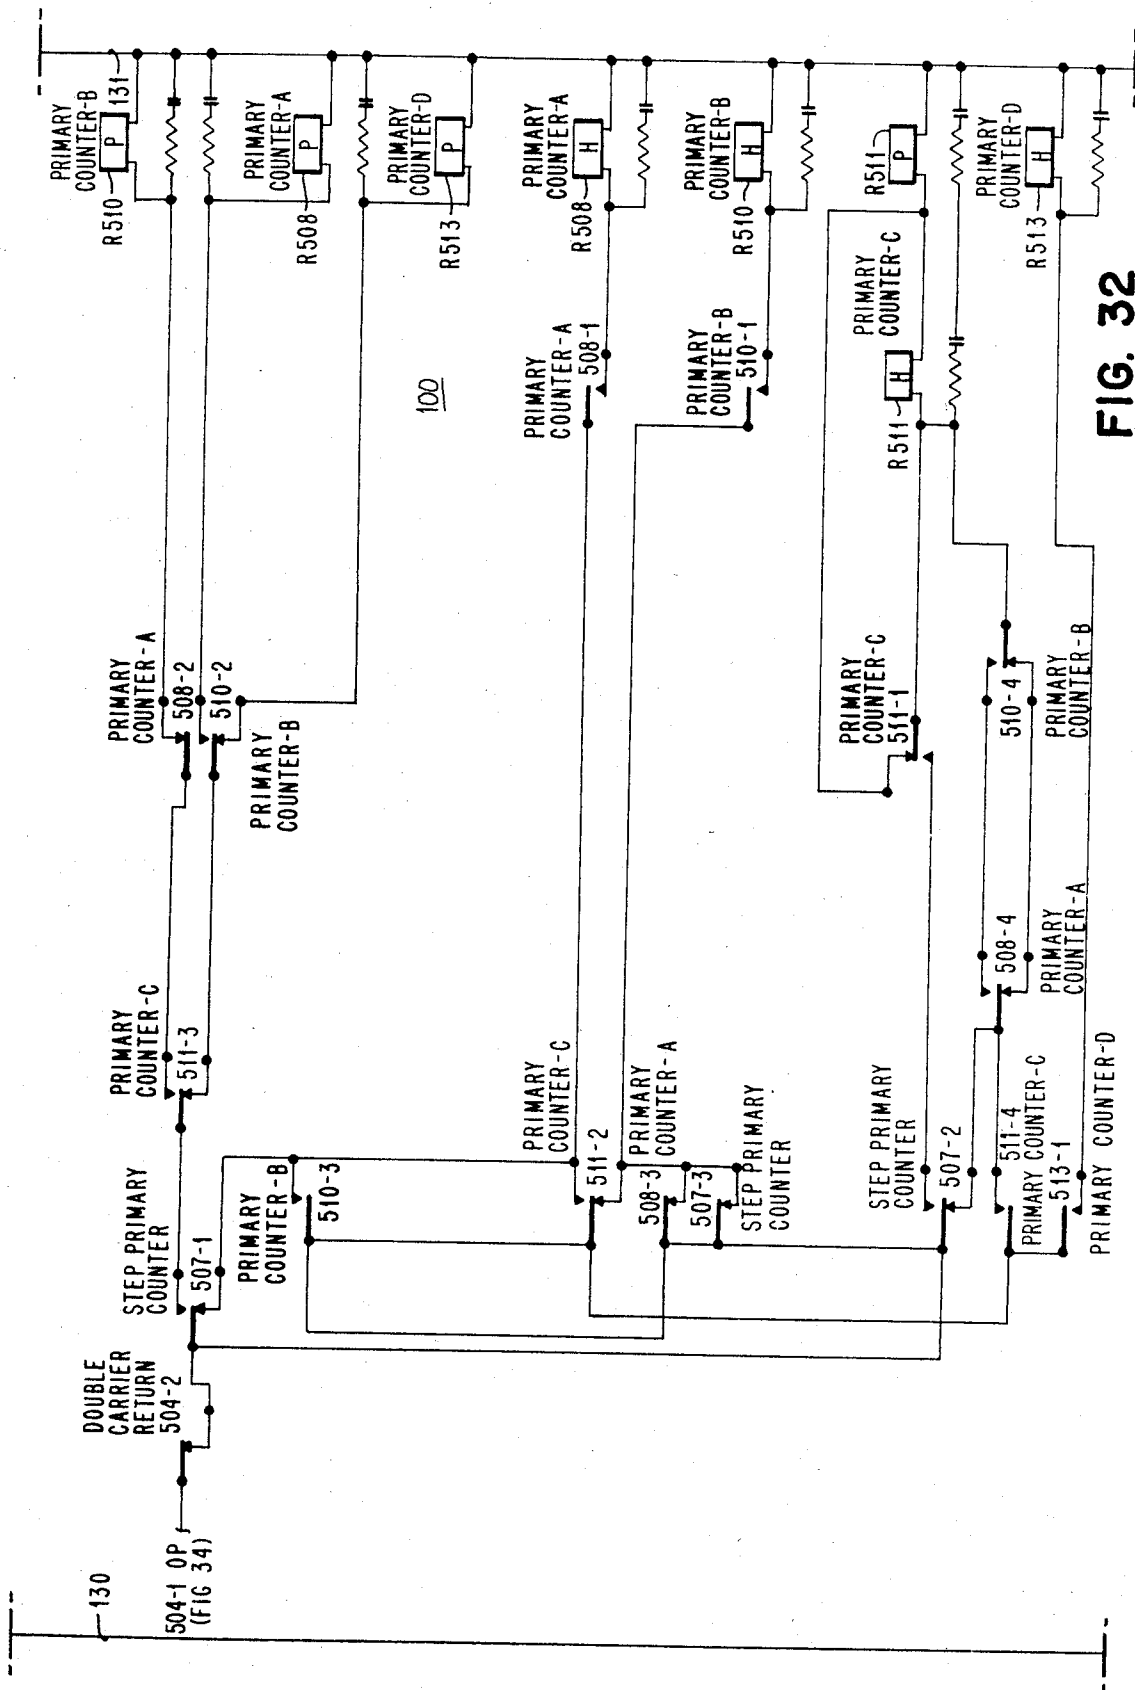 130
504-1 OP
(FIG 34)
DOUBLE
CARRIER
RETURN
504-2
STEP PRIMARY
COUNTER
507-1
PRIMARY
COUNTER-C
511-3
PRIMARY
COUNTER-A
508-2
510-2
PRIMARY
COUNTER-B
PRIMARY
COUNTER-B
131
P
R510
PRIMARY
COUNTER-A
P
R508
PRIMARY
COUNTER-D
P
R513
PRIMARY
COUNTER-B
510-3
100
PRIMARY
COUNTER-C
511-2
PRIMARY
COUNTER-A
508-3
507-3
STEP PRIMARY
COUNTER
PRIMARY
COUNTER-A
508-1
PRIMARY
COUNTER-A
H
R508
PRIMARY
COUNTER-B
510-1
PRIMARY
COUNTER-B
H
R510
STEP PRIMARY
COUNTER
507-2
PRIMARY
COUNTER-C
511-1
PRIMARY
COUNTER-C
H
R511
R511
P
511-4
PRIMARY COUNTER-C
513-1
PRIMARY COUNTER-D
508-4
PRIMARY
COUNTER-A
510-4
PRIMARY
COUNTER-B
PRIMARY
COUNTER-D
H
R513
FIG. 32